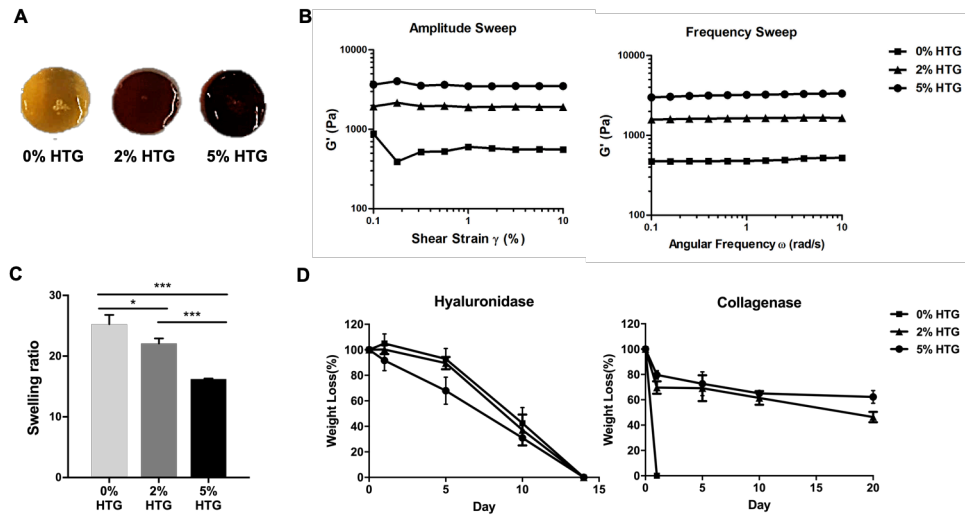 A
0% HTG 2% HTG 5% HTG
B
Amplitude Sweep
G' (Pa)
10000
1000
100
0.1 1 10
Shear Strain γ (%)
Frequency Sweep
G' (Pa)
10000
1000
100
0.1 1 10
Angular Frequency ω (rad/s)
0% HTG
2% HTG
5% HTG
C
***
* ***
Swelling ratio
30
20
10
0
0% 2% 5%
HTG HTG HTG
D
Hyaluronidase
Weight Loss(%)
120
100
80
60
40
20
0
0 5 10 15
Day
Collagenase
Weight Loss(%)
120
100
80
60
40
20
0
0 5 10 15 20
Day
0% HTG
2% HTG
5% HTG